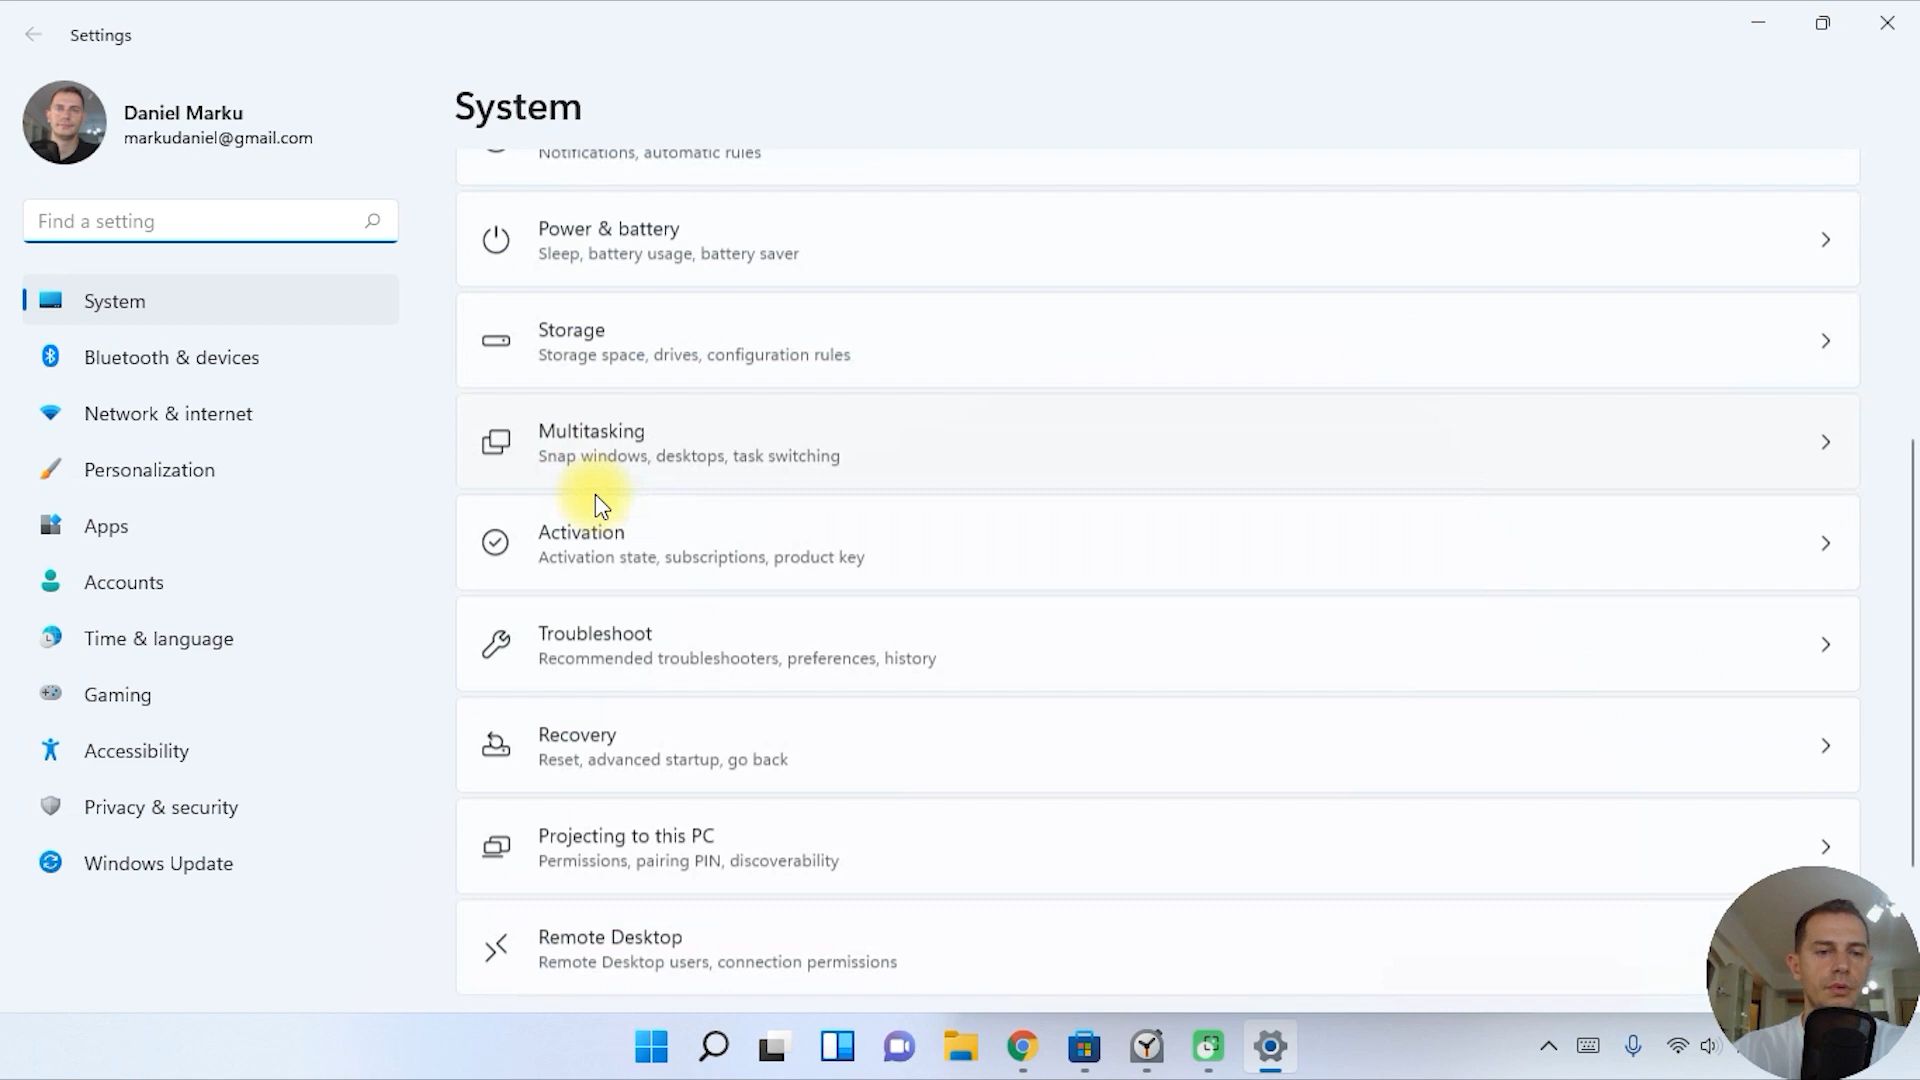 Settings
Daniel Marku
markudaniel@gmail.com
Find a setting
System
Bluetooth & devices
Network & internet
Personalization
Apps
Accounts
Time & language
Gaming
Accessibility
Privacy & security
Windows Update
System
Notifications, automatic rules
Power & battery
Sleep, battery usage, battery saver
Storage
Storage space, drives, configuration rules
Multitasking
Snap windows, desktops, task switching
Activation
Activation state, subscriptions, product key
Troubleshoot
Recommended troubleshooters, preferences, history
Recovery
Reset, advanced startup, go back
Projecting to this PC
Permissions, pairing PIN, discoverability
Remote Desktop
Remote Desktop users, connection permissions